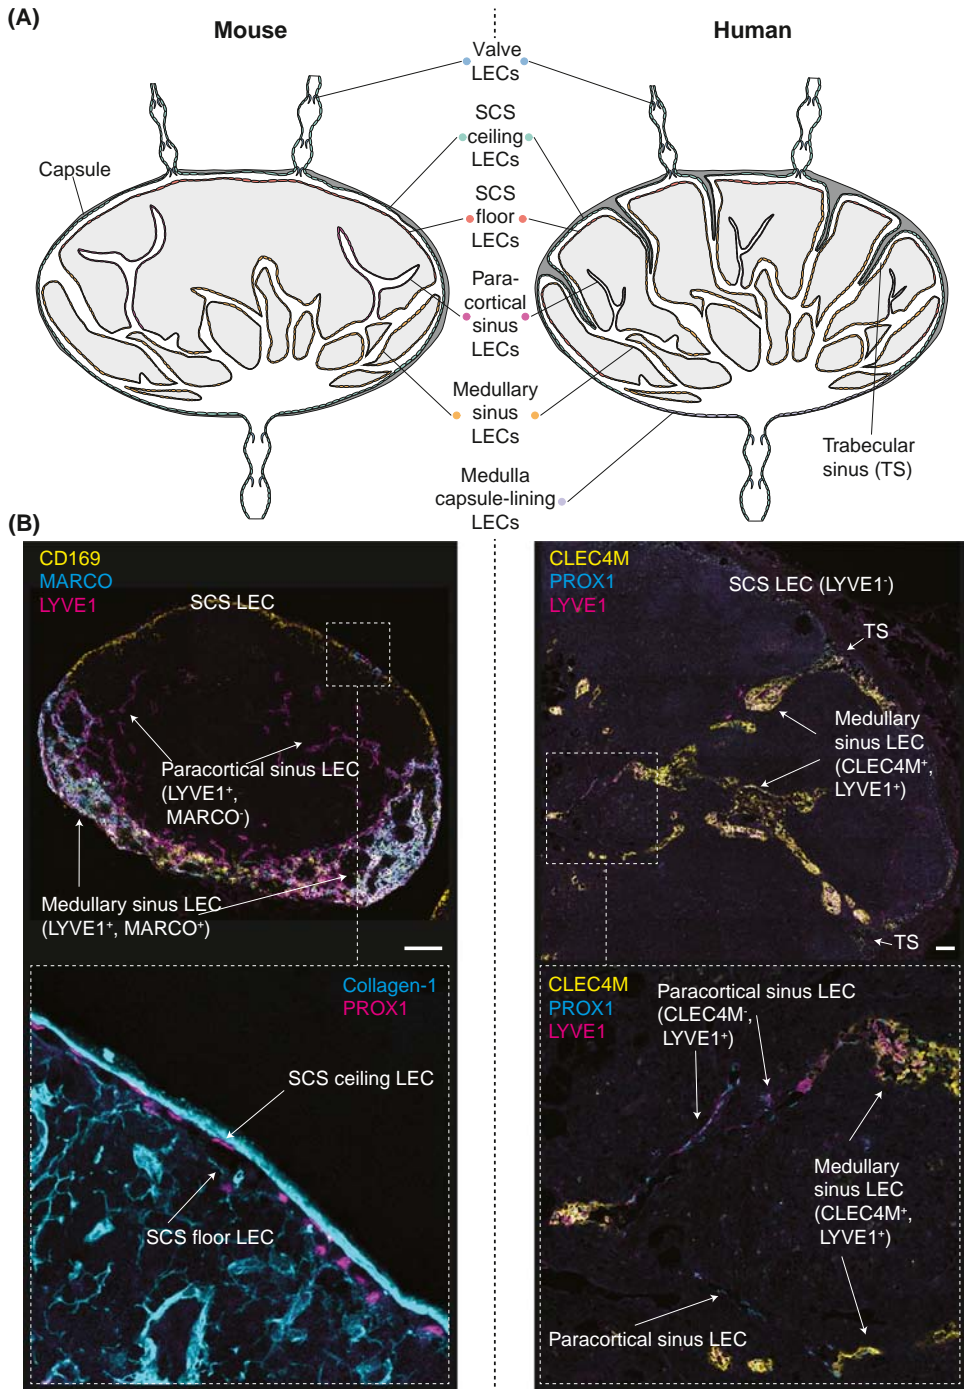 (A)
Mouse
Human
Valve
LECs
SCS
ceiling
LECs
Capsule
SCS
floor
LECs
Para-
cortical
sinus
LECs
Medullary
sinus
LECs
Trabecular
sinus (TS)
Medulla
capsule-lining
LECs
(B)
CD169
MARCO
LYVE1
SCS LEC
Paracortical sinus LEC
(LYVE1+,
MARCO-)
Medullary sinus LEC
(LYVE1+, MARCO+)
Collagen-1
PROX1
SCS ceiling LEC
SCS floor LEC
CLEC4M
PROX1
LYVE1
SCS LEC (LYVE1-)
TS
Medullary
sinus LEC
(CLEC4M+,
LYVE1+)
TS
CLEC4M
PROX1
LYVE1
Paracortical sinus LEC
(CLEC4M-,
LYVE1+)
Medullary
sinus LEC
(CLEC4M+,
LYVE1+)
Paracortical sinus LEC